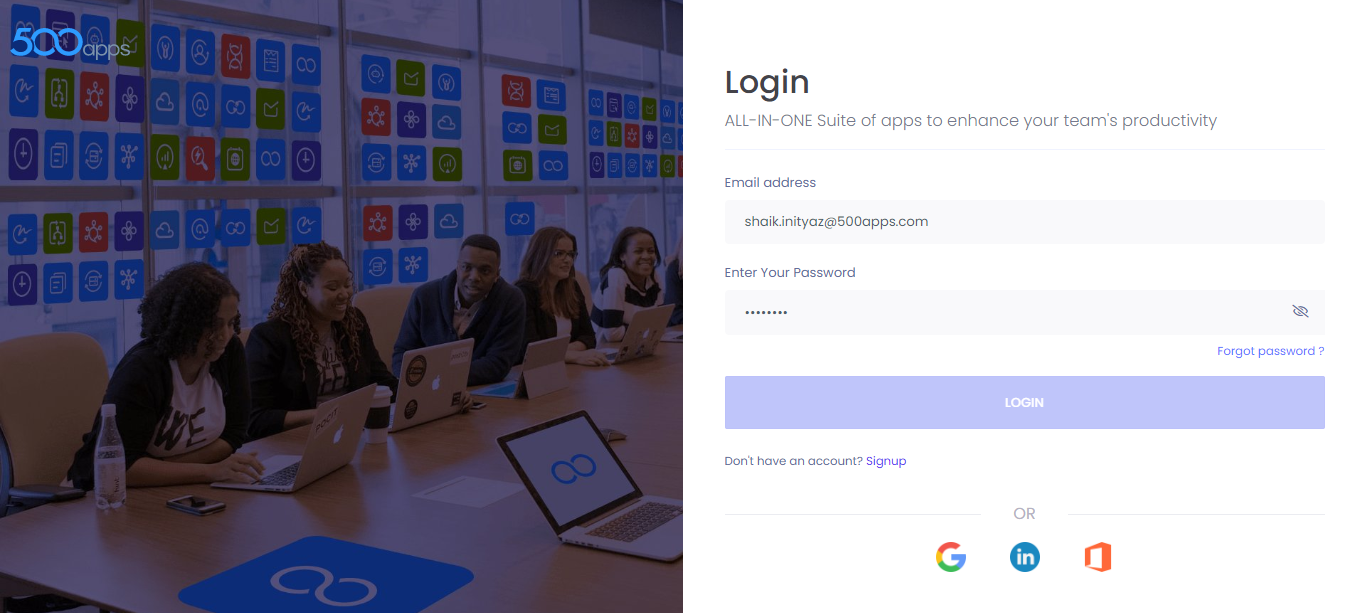 500apps
Login
ALL-IN-ONE Suite of apps to enhance your team's productivity
Email address
shaik.inityaz@500apps.com
Enter Your Password
••••••••
Forgot password ?
LOGIN
Don't have an account? Signup
OR
in